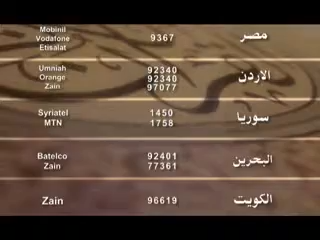 Mobinil
Vodafone 9367 مصر
Etisalat
Umniah 92340
Orange 92340 الاردن
Zain 97077
Syriatel 1450 سوريا
MTN 1758
Batelco 92401 البحرين
Zain 77361
Zain 96619 الكويت